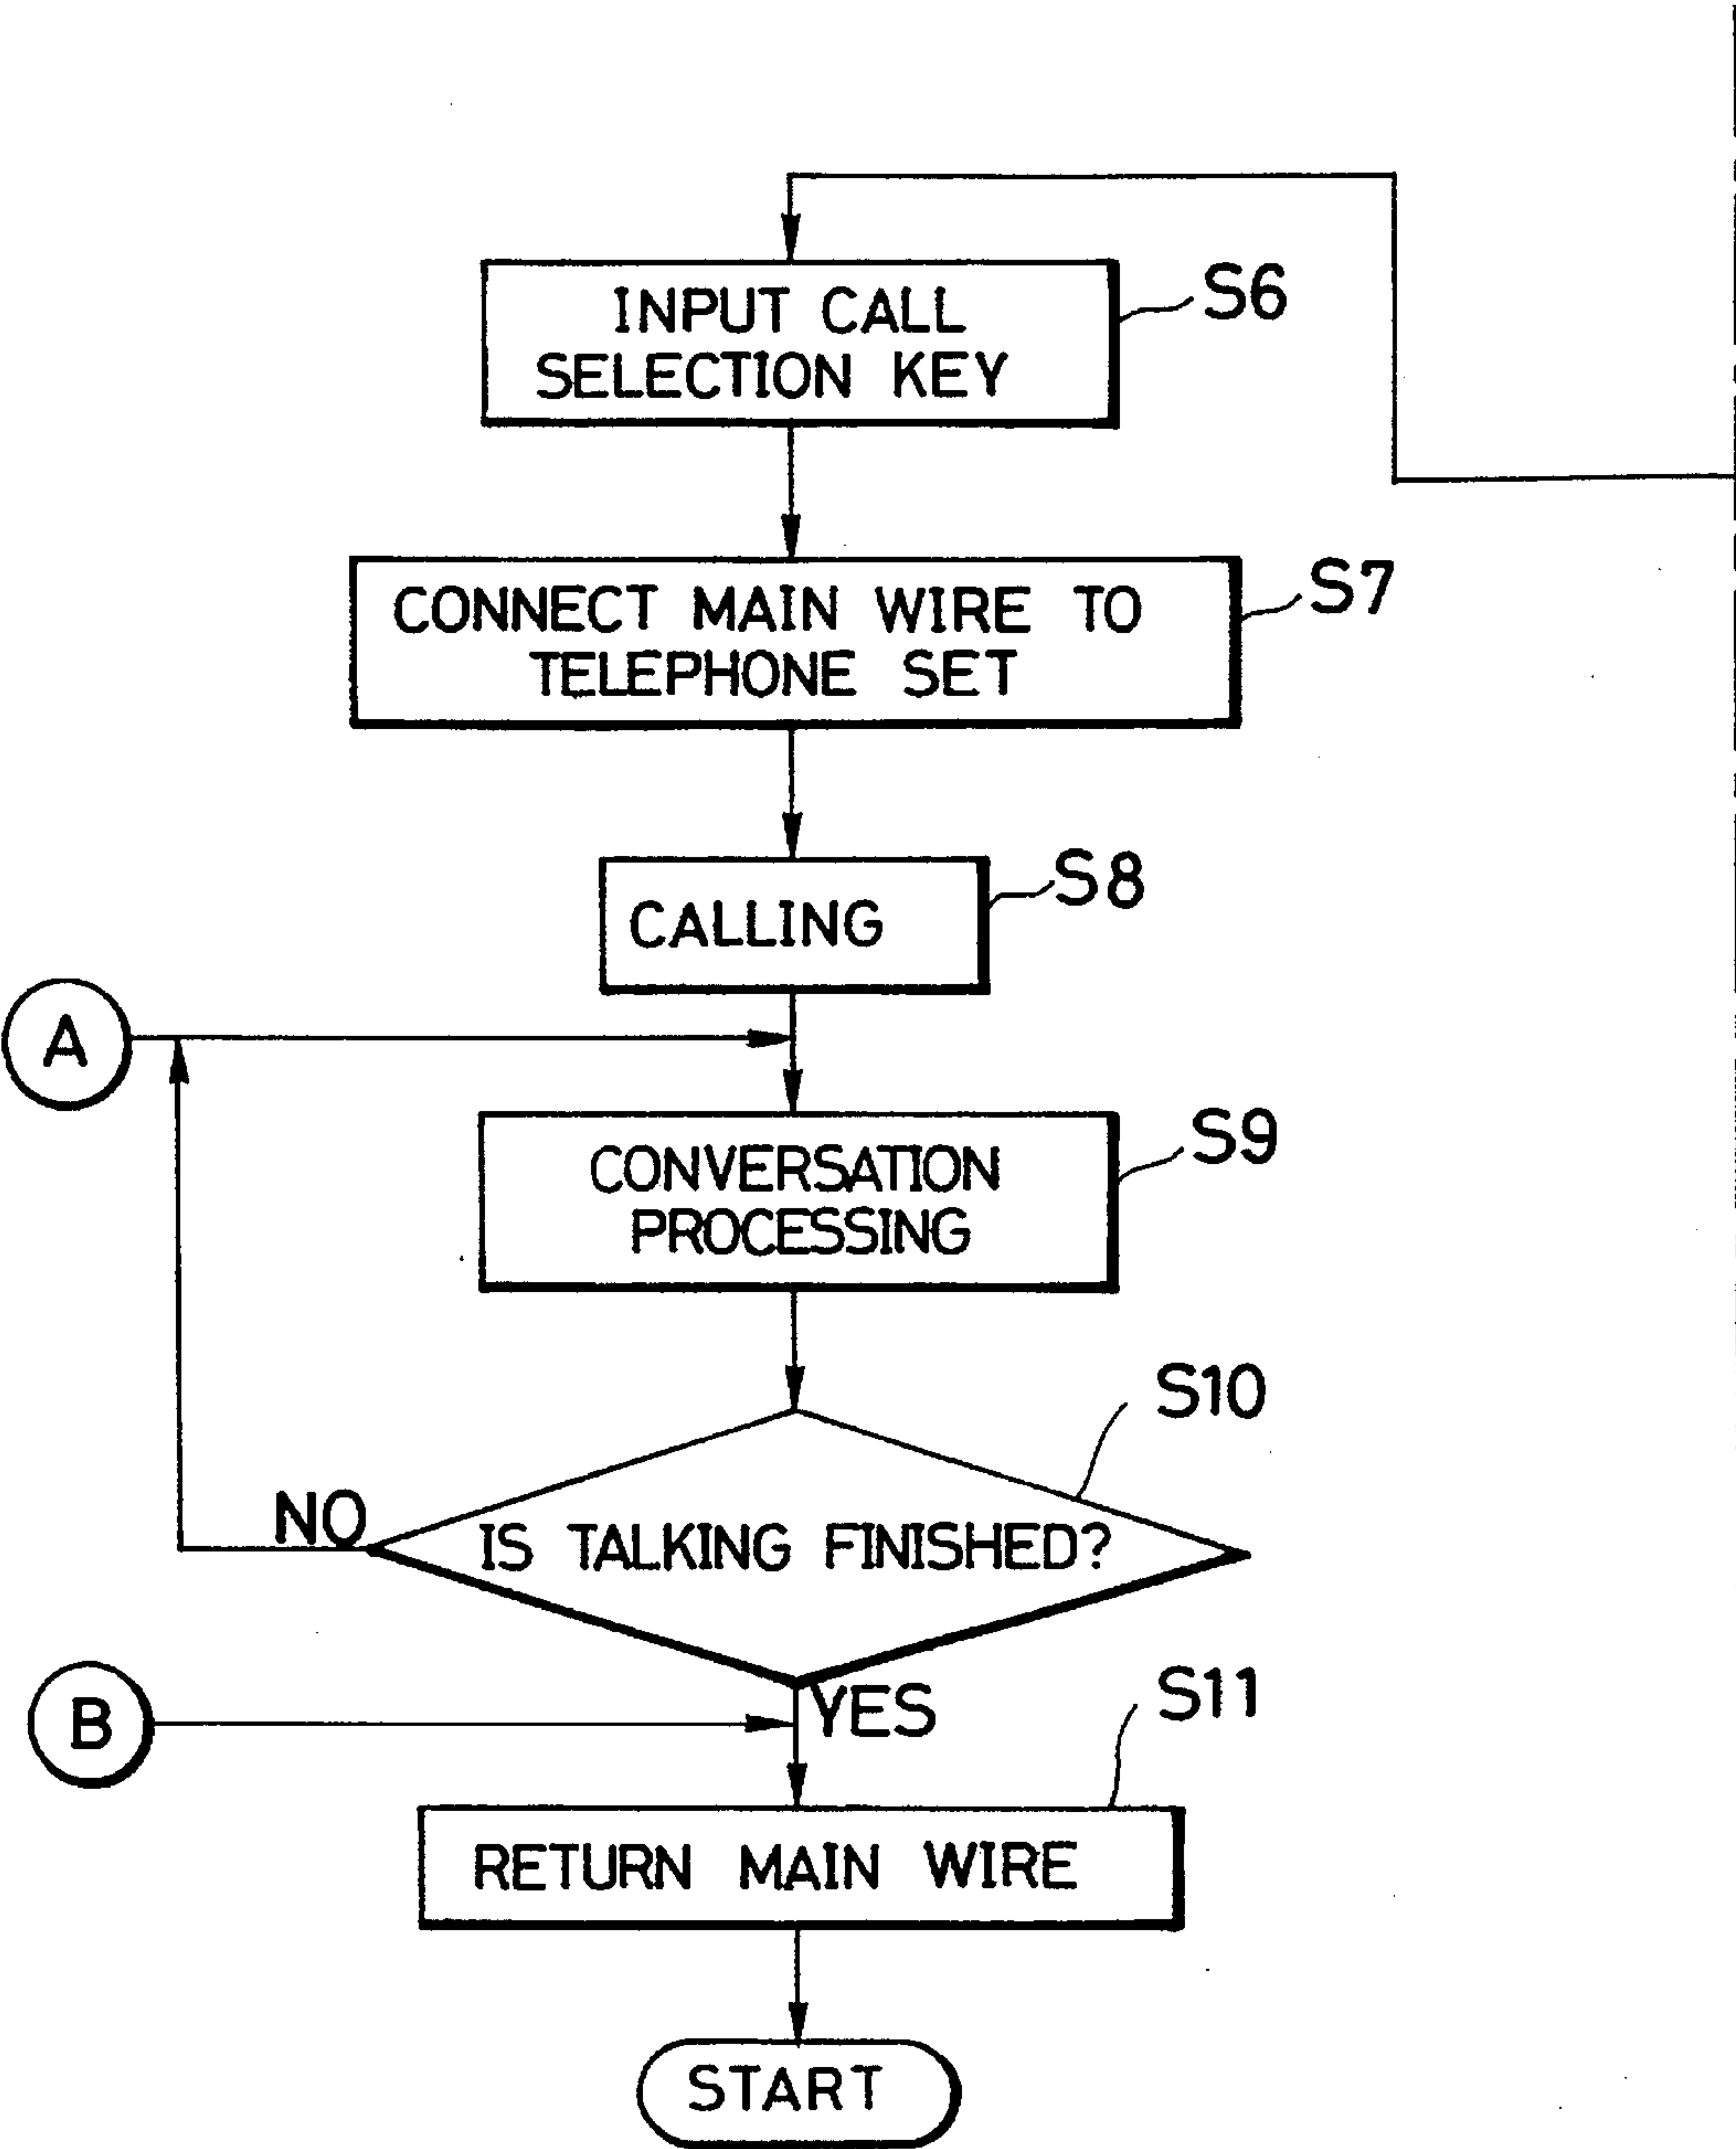 INPUT CALL
SELECTION KEY
S6
CONNECT MAIN WIRE TO
TELEPHONE SET
S7
CALLING
S8
A
CONVERSATION
PROCESSING
S9
S10
NO
IS TALKING FINISHED?
YES
B
S11
RETURN MAIN WIRE
START